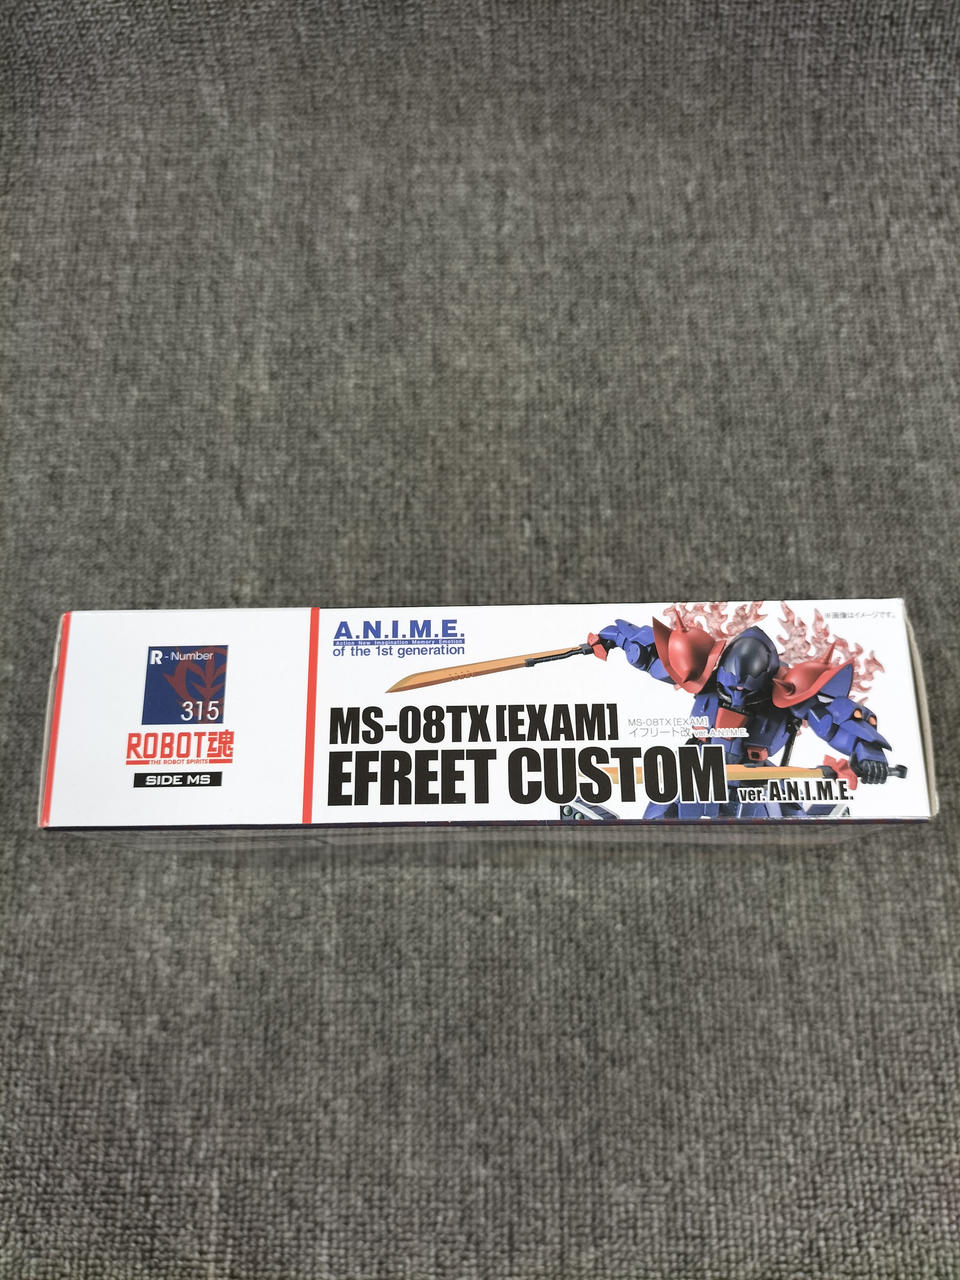 R - Number
315
ROBOT魂
THE ROBOT SPIRITS
SIDE MS
A.N.I.M.E.
Action New Imagination Memory Emotion
of the 1st generation
※画像はイメージです。
MS-08TX [EXAM]
MS-08TX [EXAM]
イフリート改 ver. A.N.I.M.E.
EFREET CUSTOM ver. A.N.I.M.E.